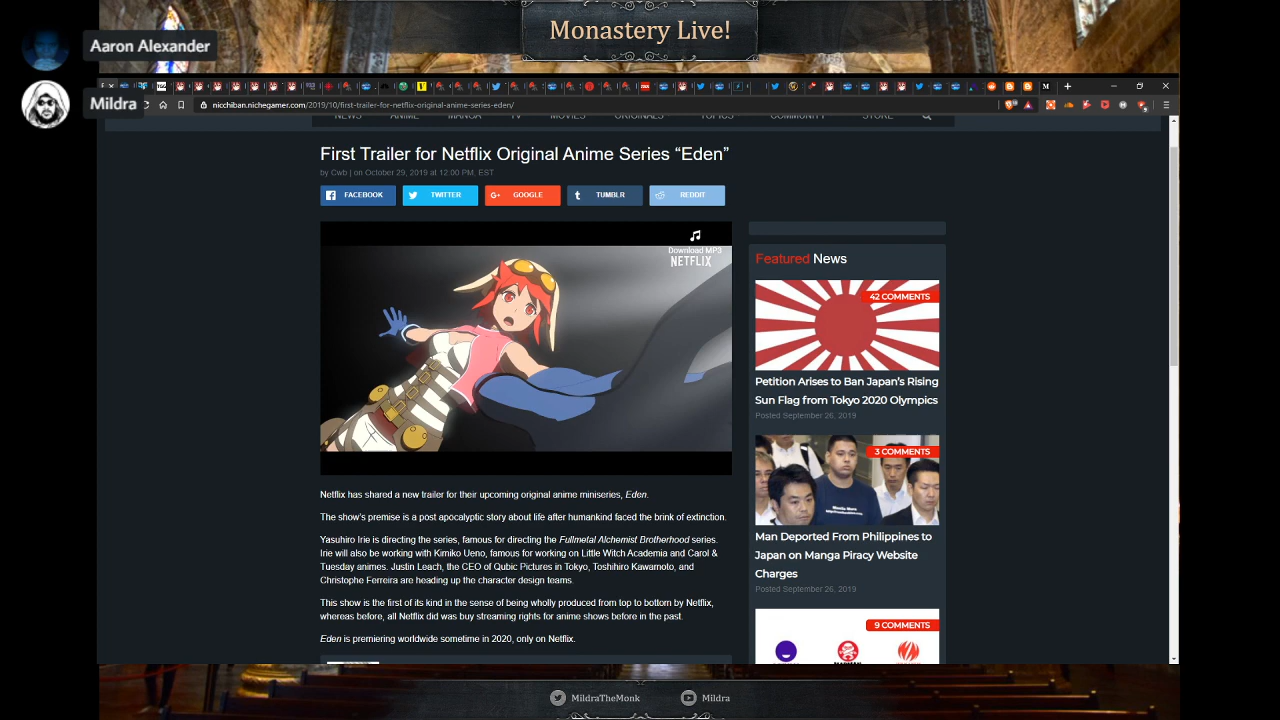 Monastery Live!
Aaron Alexander
Mildra
nicchiban.nichegamer.com/2019/10/first-trailer-for-netflix-original-anime-series-eden/
NEWS ANIME MANGA TV MOVIES ORIGINALS TOPICS COMMUNITY STORE
First Trailer for Netflix Original Anime Series “Eden”
by Cwb | on October 29, 2019 at 12:00 PM, EST
FACEBOOK TWITTER GOOGLE TUMBLR REDDIT
Download MP3
NETFLIX
Netflix has shared a new trailer for their upcoming original anime miniseries, Eden.
The show's premise is a post apocalyptic story about life after humankind faced the brink of extinction.
Yasuhiro Irie is directing the series, famous for directing the Fullmetal Alchemist Brotherhood series.
Irie will also be working with Kimiko Ueno, famous for working on Little Witch Academia and Carol &
Tuesday animes. Justin Leach, the CEO of Qubic Pictures in Tokyo, Toshihiro Kawamoto, and
Christophe Ferreira are heading up the character design teams.
This show is the first of its kind in the sense of being wholly produced from top to bottom by Netflix,
whereas before, all Netflix did was buy streaming rights for anime shows before in the past.
Eden is premiering worldwide sometime in 2020, only on Netflix.
Featured News
42 COMMENTS
Petition Arises to Ban Japan's Rising
Sun Flag from Tokyo 2020 Olympics
Posted September 26, 2019
3 COMMENTS
Man Deported From Philippines to
Japan on Manga Piracy Website
Charges
Posted September 26, 2019
9 COMMENTS
MildraTheMonk
Mildra